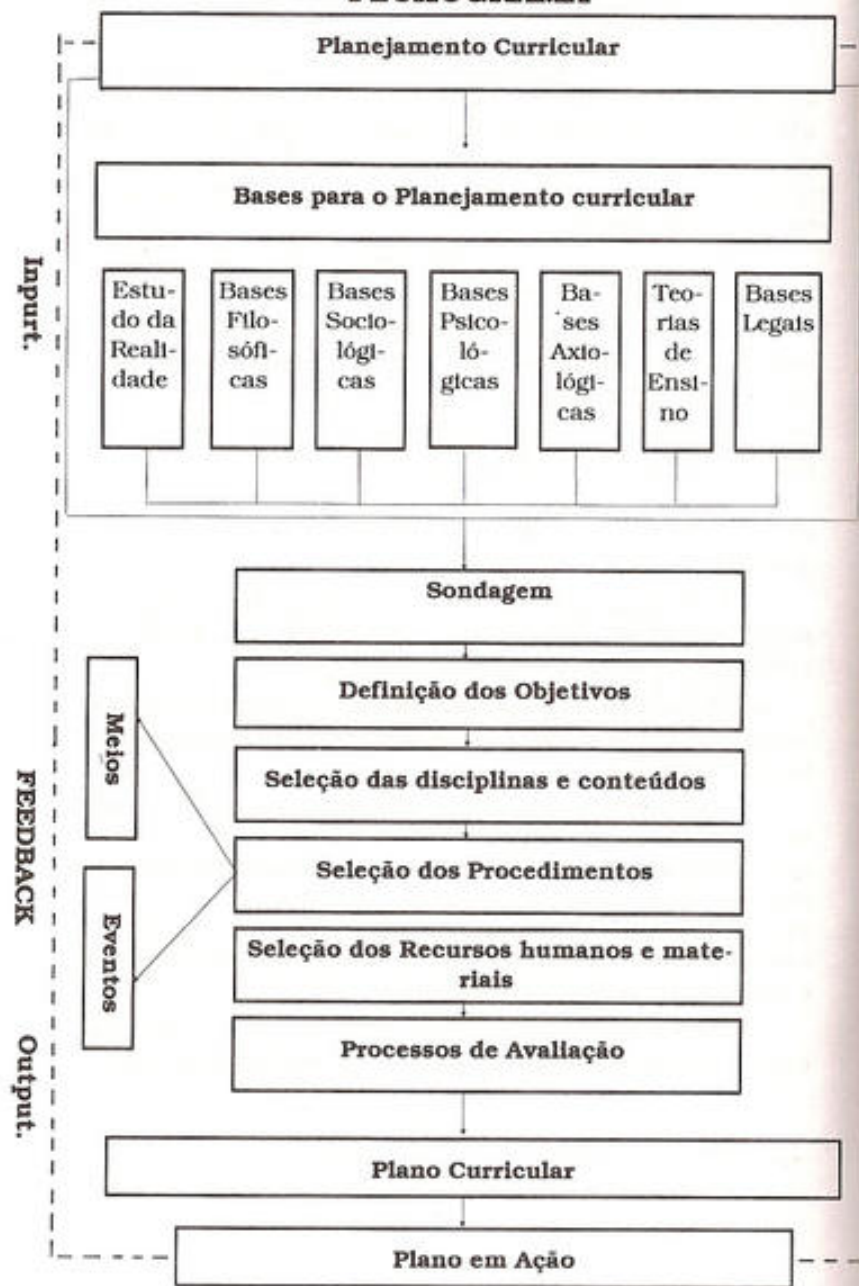 Planejamento Curricular
Bases para o Planejamento curricular
Estu-
do da
Reali-
dade
Bases
Filo-
sófi-
cas
Bases
Socio-
lógi-
cas
Bases
Psico-
ló-
gicas
Ba-
ses
Axio-
lógi-
cas
Teo-
rias
de
Ensi-
no
Bases
Legais
Inpurt.
Sondagem
Definição dos Objetivos
Seleção das disciplinas e conteúdos
Seleção dos Procedimentos
Seleção dos Recursos humanos e mate-
riais
Processos de Avaliação
Meios
Eventos
FEEDBACK
Output.
Plano Curricular
Plano em Ação